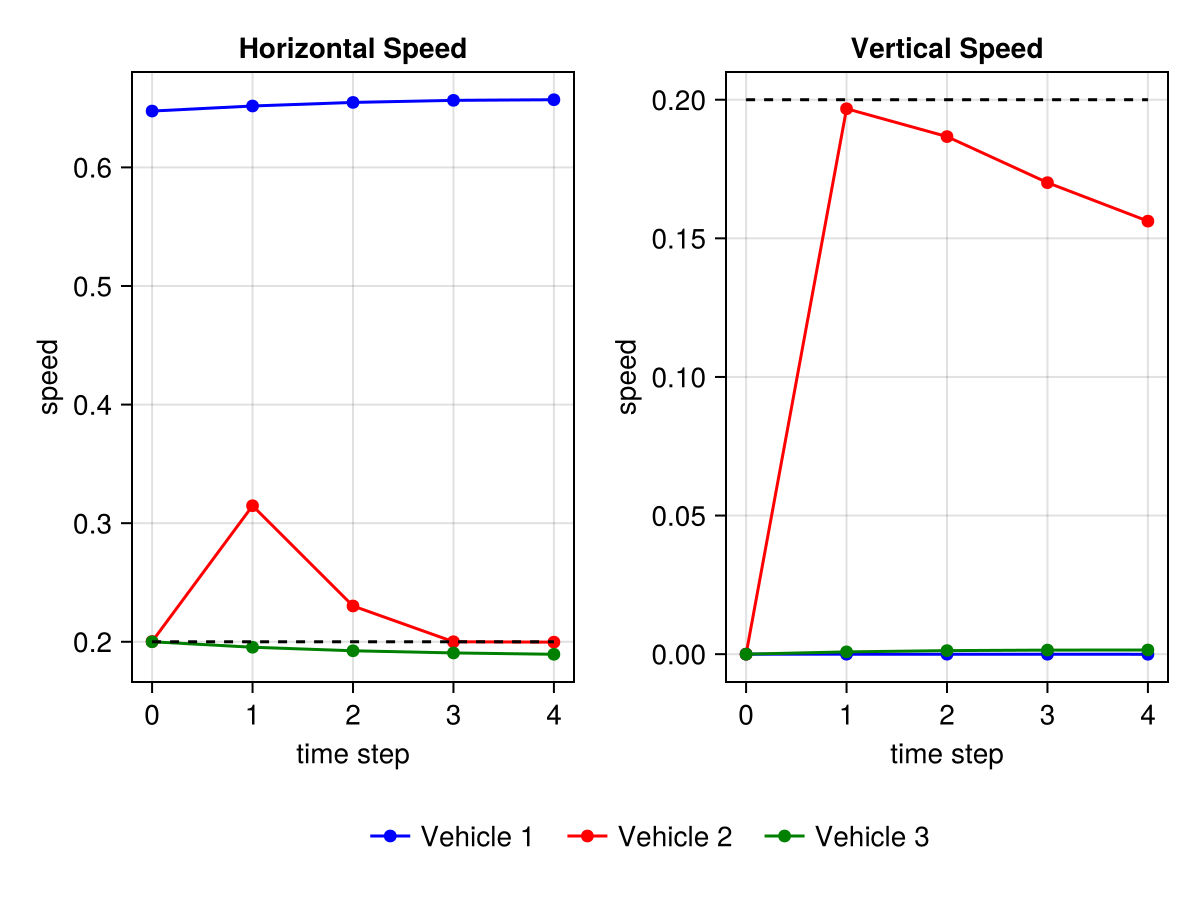 Horizontal Speed
speed
0.6
0.5
0.4
0.3
0.2
0 1 2 3 4
time step
Vertical Speed
speed
0.20
0.15
0.10
0.05
0.00
0 1 2 3 4
time step
Vehicle 1 Vehicle 2 Vehicle 3